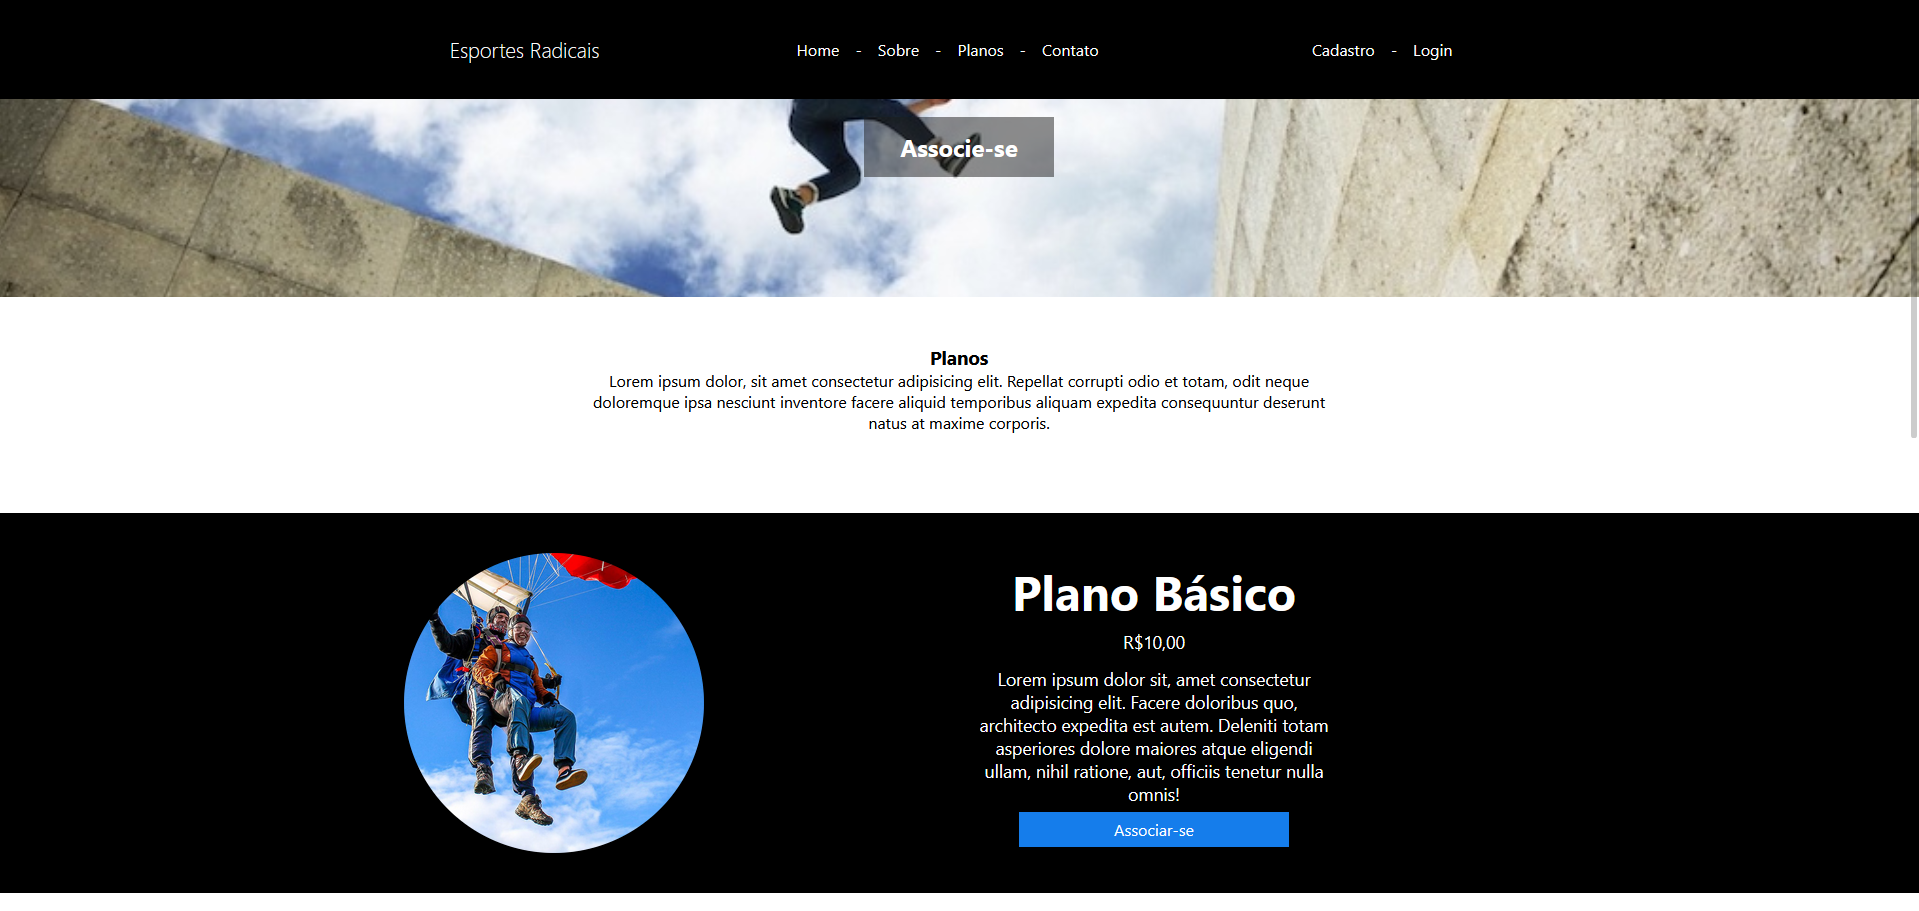 Esportes Radicais
Home - Sobre - Planos - Contato
Cadastro - Login
Associe-se
Planos
Lorem ipsum dolor, sit amet consectetur adipisicing elit. Repellat corrupti odio et totam, odit neque
doloremque ipsa nesciunt inventore facere aliquid temporibus aliquam expedita consequuntur deserunt
natus at maxime corporis.
Plano Básico
R$10,00
Lorem ipsum dolor sit, amet consectetur
adipisicing elit. Facere doloribus quo,
architecto expedita est autem. Deleniti totam
asperiores dolore maiores atque eligendi
ullam, nihil ratione, aut, officiis tenetur nulla
omnis!
Associar-se